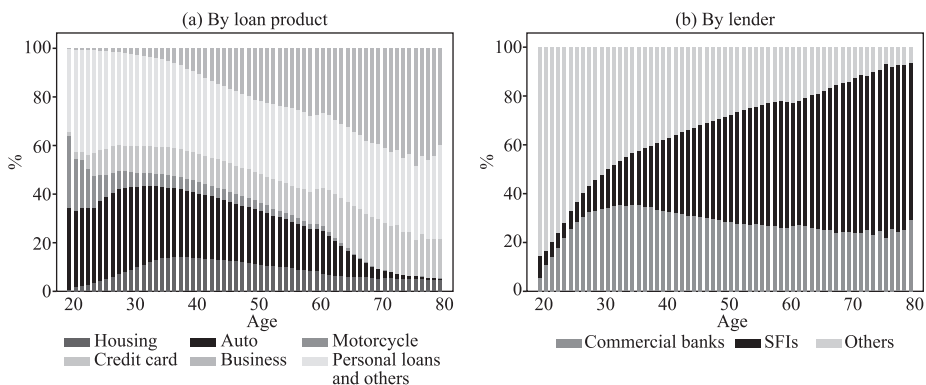 (a) By loan product
100
80
60
40
20
0
%
20 30 40 50 60 70 80
Age
Housing Auto Motorcycle
Credit card Business Personal loans
and others
(b) By lender
100
80
60
40
20
0
%
20 30 40 50 60 70 80
Age
Commercial banks SFIs Others